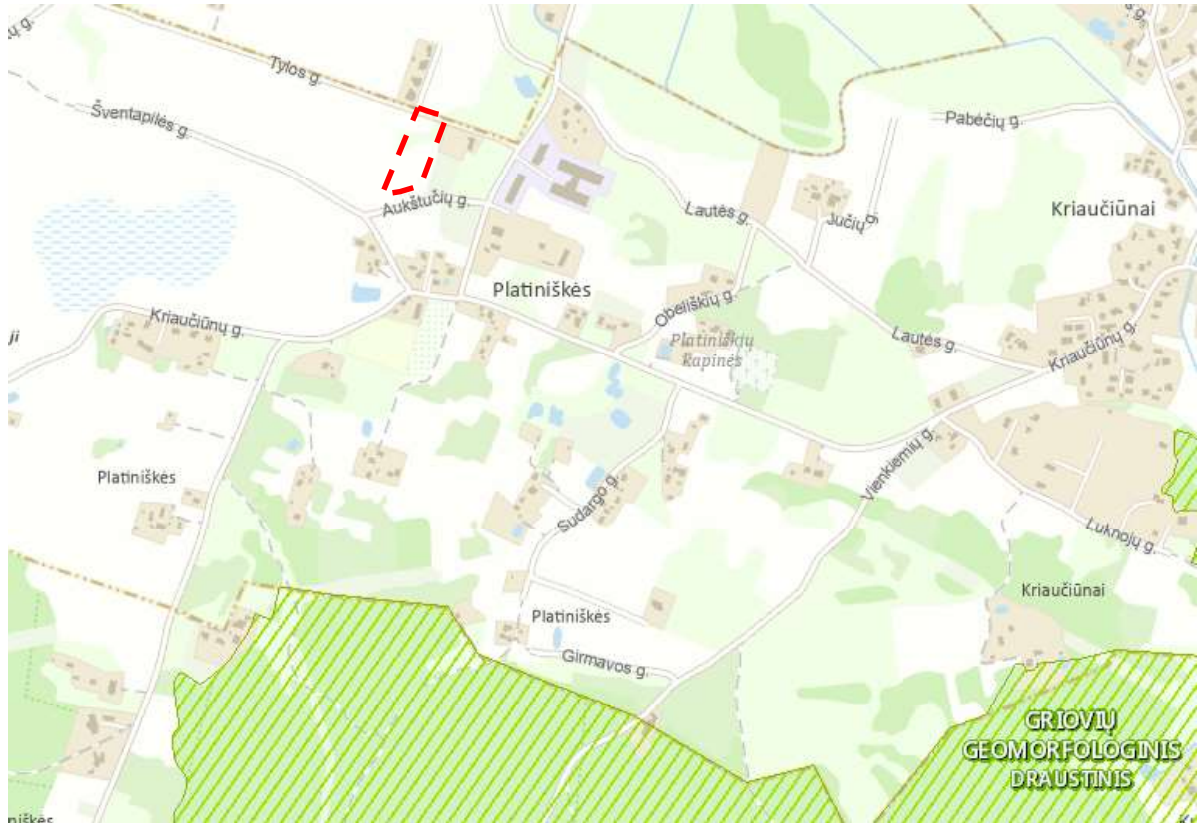 Tylos g.
Šventapilės g.
Pabėčių g.
Aukštučių g.
Lautės g.
Jučių g.
Kriaučiūnai
Platiniškės
Obeliškių g.
Kriaučiūnų g.
Platiniškių
kapinės
Lautės g.
Kriaučiūnų g.
Platiniškės
Vienkiemių g.
Sudargo g.
Luknojų g.
Kriaučiūnai
Platiniškės
Girmavos g.
GRIOVIŲ
GEOMORFOLOGINIS
DRAUSTINIS